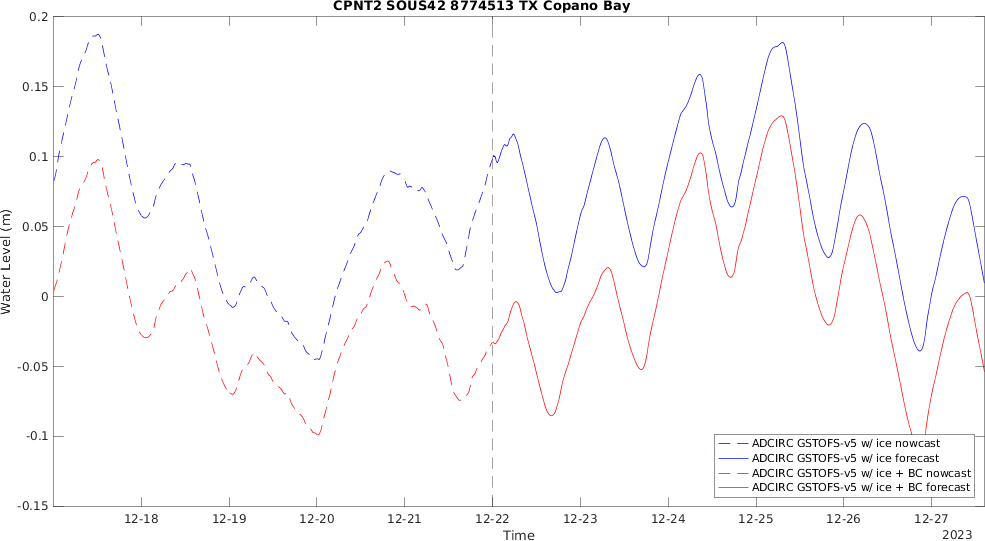 CPNT2 SOUS42 8774513 TX Copano Bay
Water Level (m)
0.2
0.15
0.1
0.05
0
-0.05
-0.1
-0.15
ADCIRC GSTOFS-v5 w/ ice nowcast
ADCIRC GSTOFS-v5 w/ ice forecast
ADCIRC GSTOFS-v5 w/ ice + BC nowcast
ADCIRC GSTOFS-v5 w/ ice + BC forecast
12-18 12-19 12-20 12-21 12-22 12-23 12-24 12-25 12-26 12-27
Time
2023